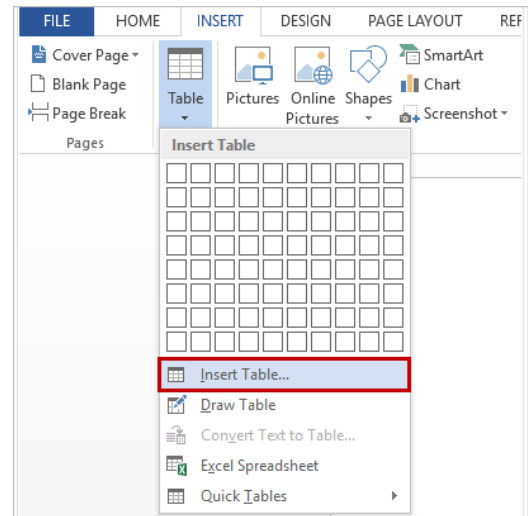 FILE HOME INSERT DESIGN PAGE LAYOUT REF
Cover Page
Blank Page
Page Break
Pages
Table
Pictures
Online Pictures
Shapes
SmartArt
Chart
Screenshot
Insert Table
Insert Table...
Draw Table
Convert Text to Table...
Excel Spreadsheet
Quick Tables